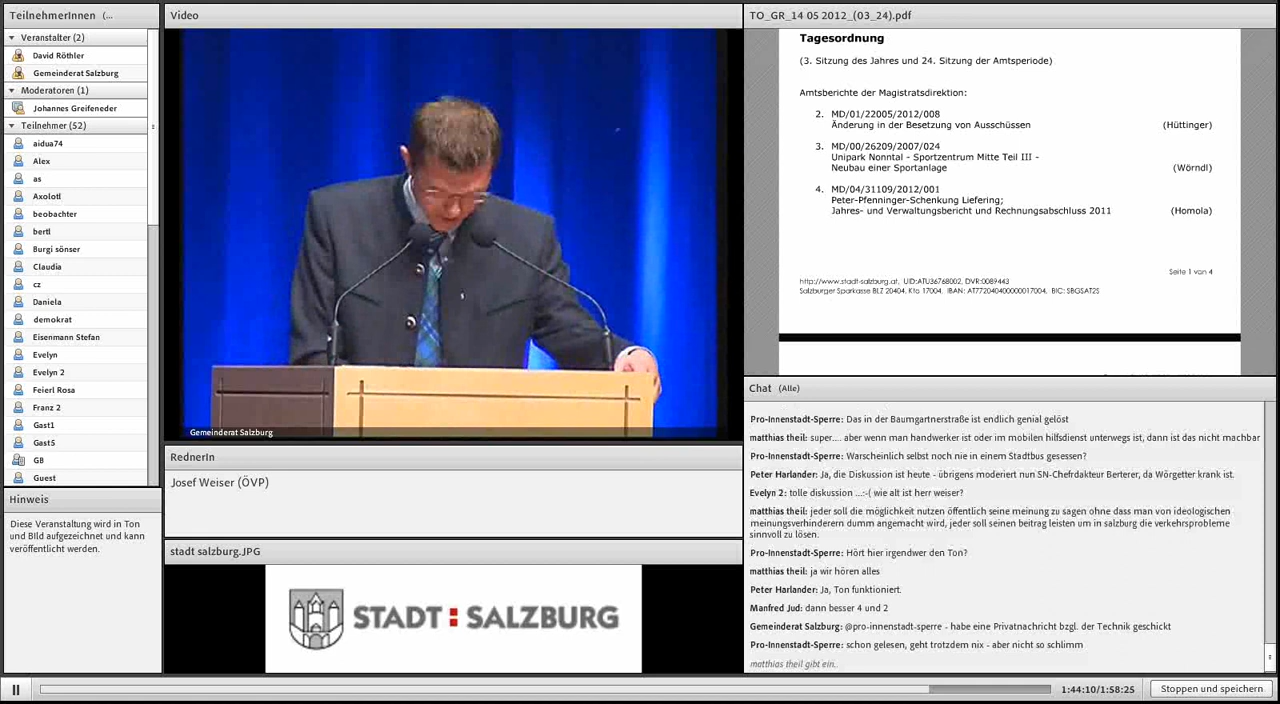 TeilnehmerInnen (...
Veranstalter (2)
David Röthler
Gemeinderat Salzburg
Moderatoren (1)
Johannes Greifeneder
Teilnehmer (52)
aidua74
Alex
as
Axolotl
beobachter
bertl
Burgi sönser
Claudia
cz
Daniela
demokrat
Eisenmann Stefan
Evelyn
Evelyn 2
Feierl Rosa
Franz 2
Gast1
Gast5
GB
Guest
Hinweis
Diese Veranstaltung wird in Ton
und Bild aufgezeichnet und kann
veröffentlicht werden.
Video
Gemeinderat Salzburg
RednerIn
Josef Weiser (ÖVP)
stadt salzburg.JPG
STADT : SALZBURG
TO_GR_14 05 2012_(03_24).pdf
Tagesordnung
(3. Sitzung des Jahres und 24. Sitzung der Amtsperiode)
Amtsberichte der Magistratsdirektion:
2. MD/01/22005/2012/008
Änderung in der Besetzung von Ausschüssen (Hüttinger)
3. MD/00/26209/2007/024
Unipark Nonntal - Sportzentrum Mitte Teil III -
Neubau einer Sportanlage (Wörndl)
4. MD/04/31109/2012/001
Peter-Pfenninger-Schenkung Liefering;
Jahres- und Verwaltungsbericht und Rechnungsabschluss 2011 (Homola)
Seite 1 van 4
http://www.stadt-salzburg.at, UID:ATU36768002, DVR:0089443
Salzburger Sparkasse BLZ 20404, Kto 17004, IBAN: AT772040400000017004, BIC: SBGSAT2S
Chat (Alle)
Pro-Innenstadt-Sperre: Das in der Baumgartnerstraße ist endlich genial gelöst
matthias theil: super.... aber wenn man handwerker ist oder im mobilen hilfsdienst unterwegs ist, dann ist das nicht machbar
Pro-Innenstadt-Sperre: Warscheinlich selbst noch nie in einem Stadtbus gesessen?
Peter Harlander: Ja, die Diskussion ist heute - übrigens moderiert nun SN-Chefrdakteur Berterer, da Wörgetter krank ist.
Evelyn 2: tolle diskussion ...:-( wie alt ist herr weiser?
matthias theil: jeder soll die möglichkeit nutzen öffentlich seine meinung zu sagen ohne dass man von ideologischen
meinungsverhinderern dumm angemacht wird, jeder soll seinen beitrag leisten um in salzburg die verkehrsprobleme
sinnvoll zu lösen.
Pro-Innenstadt-Sperre: Hört hier irgendwer den Ton?
matthias theil: ja wir hören alles
Peter Harlander: Ja, Ton funktioniert.
Manfred Jud: dann besser 4 und 2
Gemeinderat Salzburg: @pro-innenstadt-sperre - habe eine Privatnachricht bzgl. der Technik geschickt
Pro-Innenstadt-Sperre: schon gelesen, geht trotzdem nix - aber nicht so schlimm
matthias theil gibt ein..
1:44:10/1:58:25
Stoppen und speichern